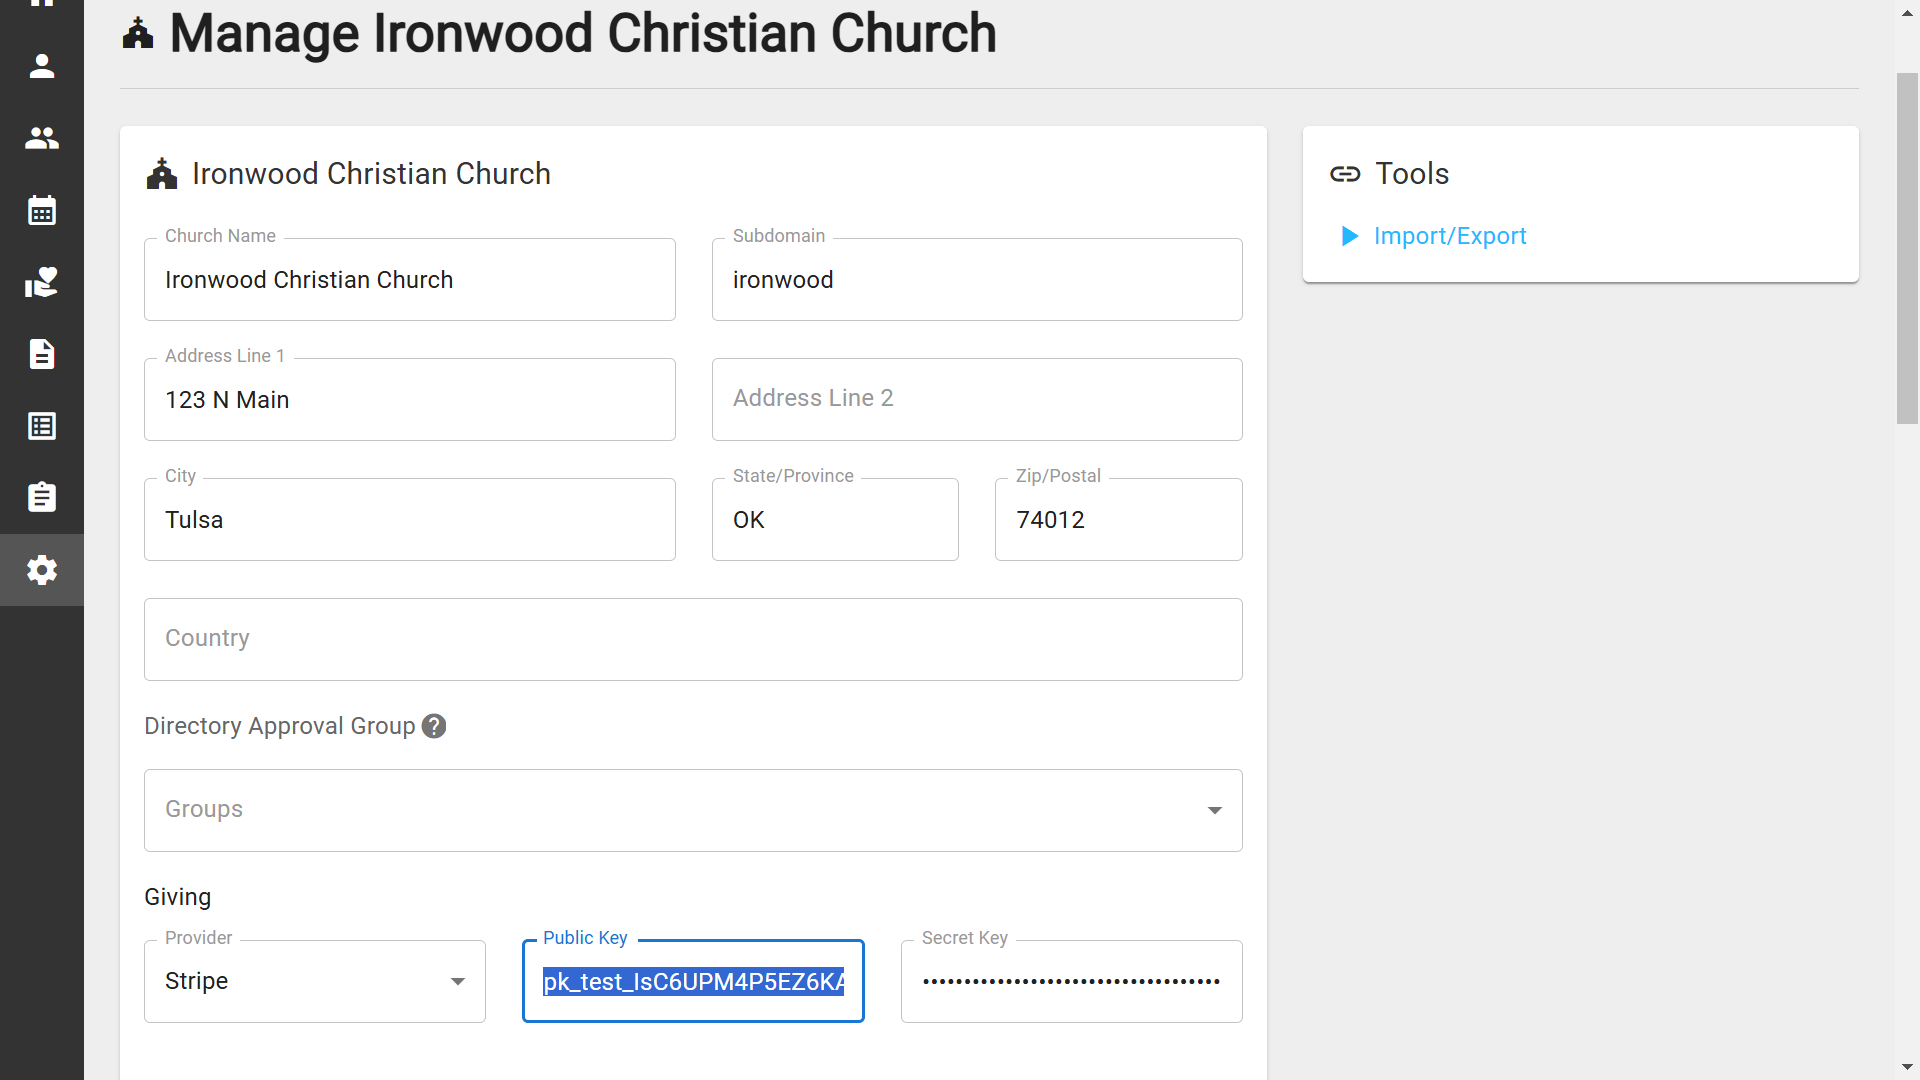 Manage Ironwood Christian Church
Ironwood Christian Church
Tools
Import/Export
Church Name
Ironwood Christian Church
Subdomain
ironwood
Address Line 1
123 N Main
Address Line 2
City
Tulsa
State/Province
OK
Zip/Postal
74012
Country
Directory Approval Group
Groups
Giving
Provider
Stripe
Public Key
pk_test_IsC6UPM4P5EZ6KA
Secret Key